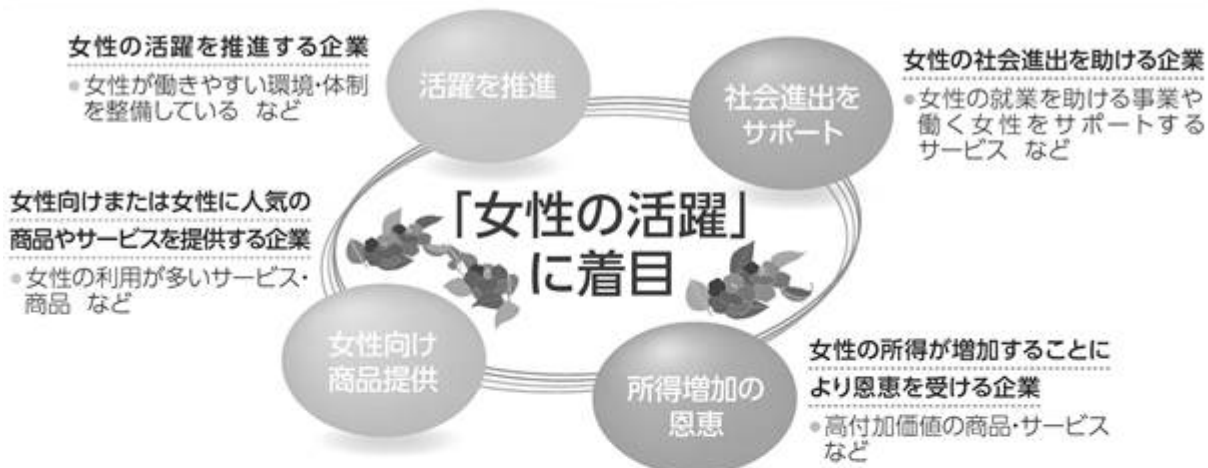 女性の活躍を推進する企業
●女性が働きやすい環境・体制
を整備している など
活躍を推進
社会進出を
サポート
女性の社会進出を助ける企業
●女性の就業を助ける事業や
働く女性をサポートする
サービス など
女性向けまたは女性に人気の
商品やサービスを提供する企業
●女性の利用が多いサービス・
商品 など
「女性の活躍」
に着目
女性向け
商品提供
所得増加の
恩恵
女性の所得が増加することに
より恩恵を受ける企業
●高付加価値の商品・サービス
など